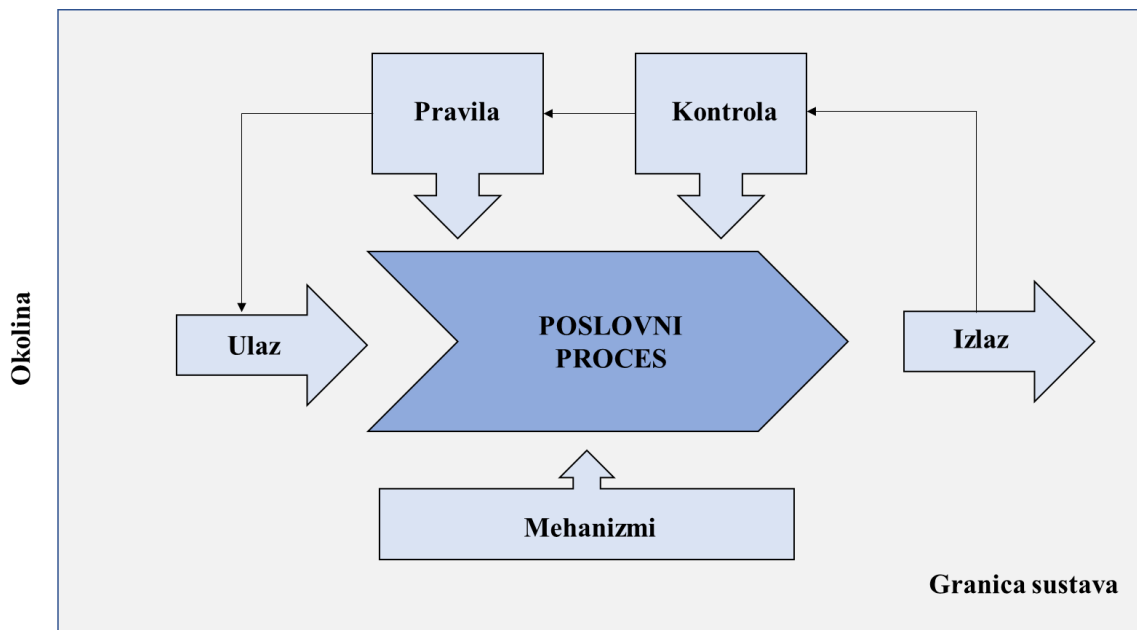 Pravila
Kontrola
Okolina
Ulaz
POSLOVNI
PROCES
Izlaz
Mehanizmi
Granica sustava